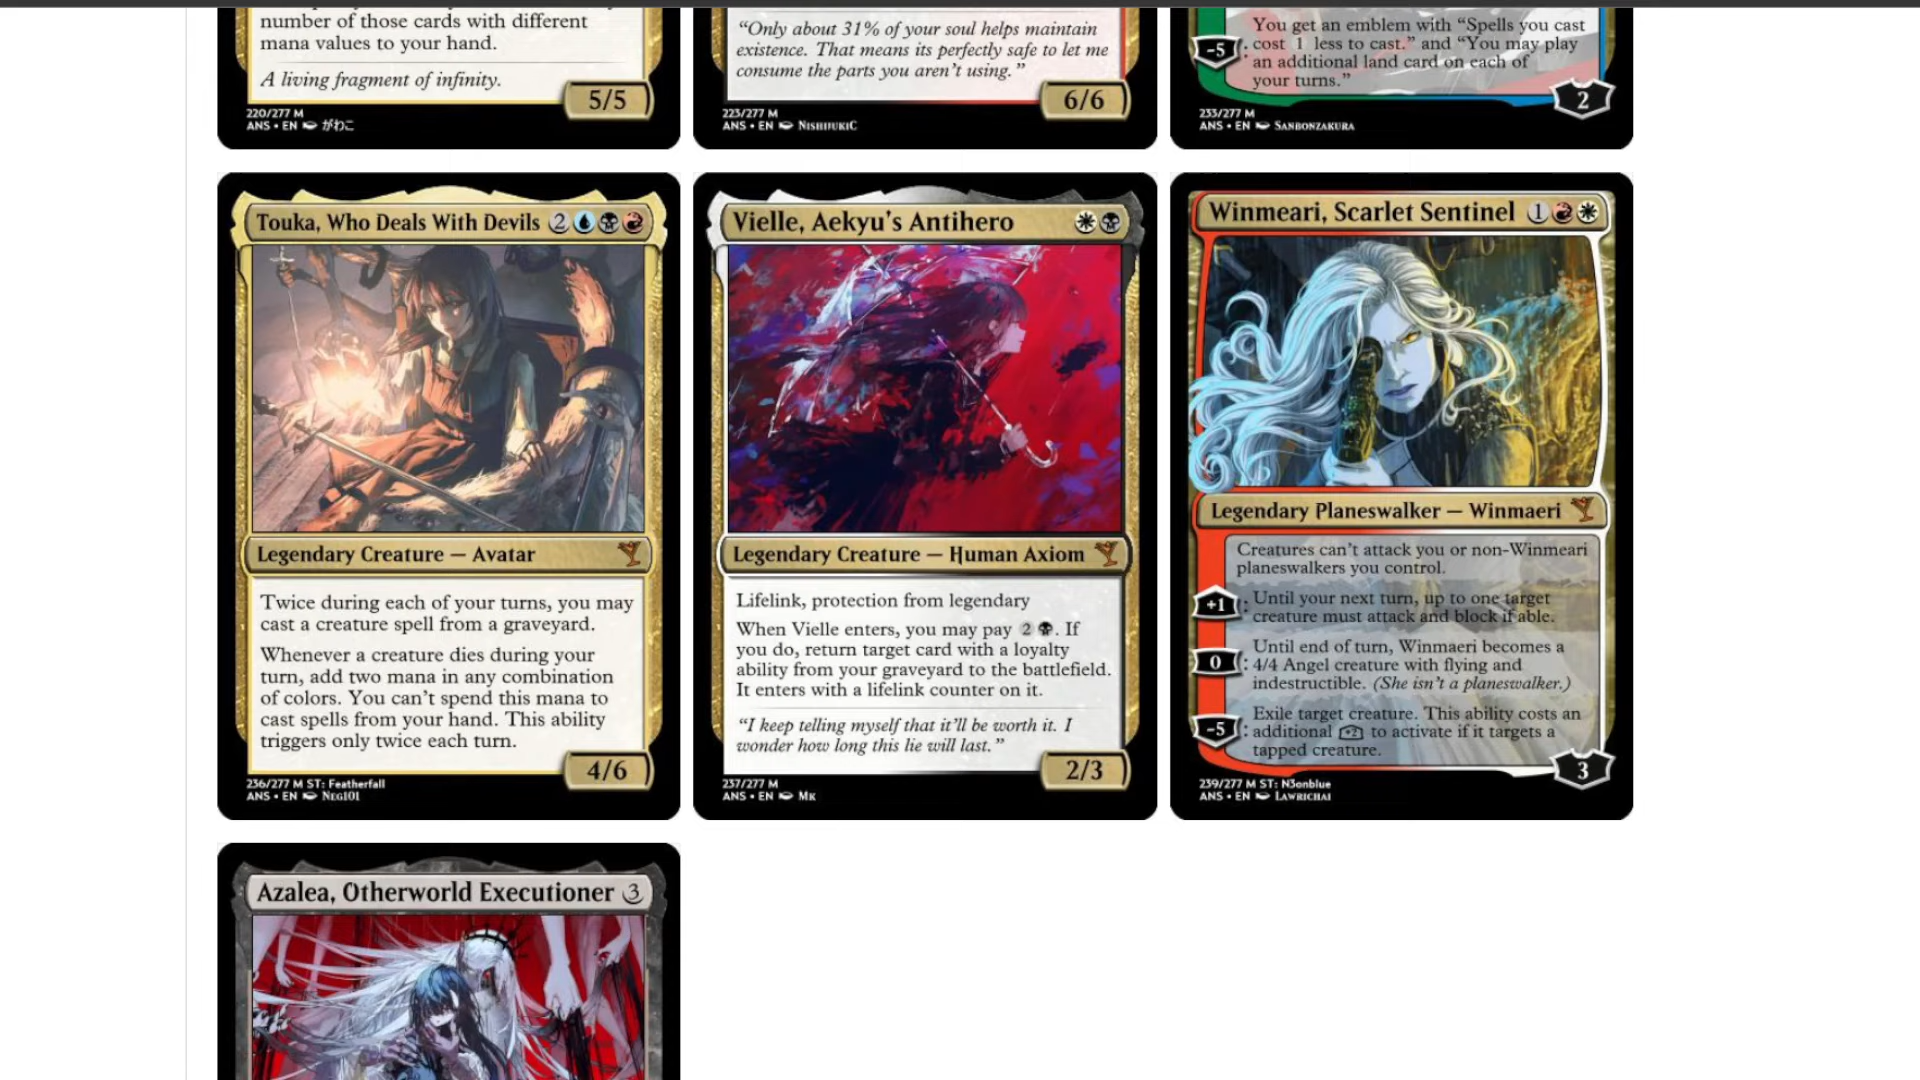 number of those cards with different
mana values to your hand.
A living fragment of infinity.
5/5
220/277 M
ANS • EN がわこ
"Only about 31% of your soul helps maintain
existence. That means its perfectly safe to let me
consume the parts you aren't using."
6/6
223/277 M
ANS • EN NishijukiC
-5: You get an emblem with "Spells you cast
cost 1 less to cast." and "You may play
an additional land card on each of
your turns."
2
233/277 M
ANS • EN Sanbonzakura
Touka, Who Deals With Devils 2
Legendary Creature — Avatar
Twice during each of your turns, you may
cast a creature spell from a graveyard.
Whenever a creature dies during your
turn, add two mana in any combination
of colors. You can't spend this mana to
cast spells from your hand. This ability
triggers only twice each turn.
4/6
236/277 M ST: Featherfall
ANS • EN Neg101
Vielle, Aekyu's Antihero
Legendary Creature — Human Axiom
Lifelink, protection from legendary
When Vielle enters, you may pay 2. If
you do, return target card with a loyalty
ability from your graveyard to the battlefield.
It enters with a lifelink counter on it.
"I keep telling myself that it'll be worth it. I
wonder how long this lie will last."
2/3
237/277 M
ANS • EN Mk
Winmeari, Scarlet Sentinel 1
Legendary Planeswalker — Winmaeri
Creatures can't attack you or non-Winmeari
planeswalkers you control.
+1: Until your next turn, up to one target
creature must attack and block if able.
0: Until end of turn, Winmaeri becomes a
4/4 Angel creature with flying and
indestructible. (She isn't a planeswalker.)
-5: Exile target creature. This ability costs an
additional +2 to activate if it targets a
tapped creature.
3
239/277 M ST: N3onblue
ANS • EN Lawrichai
Azalea, Otherworld Executioner 3